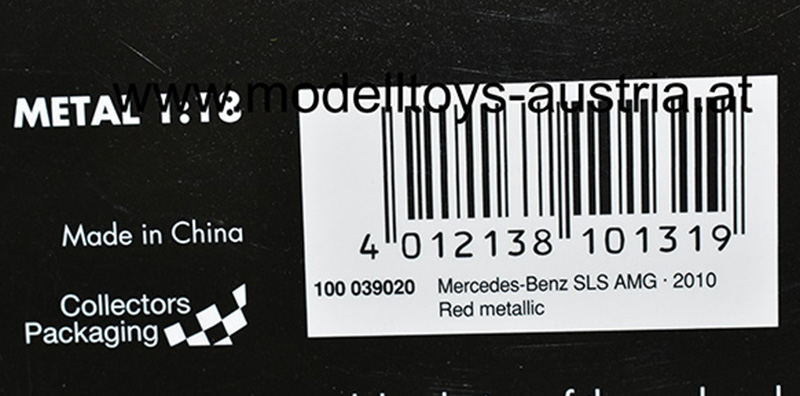 www.modelltoys-austria.at
METAL 1:18
Made in China
Collectors
Packaging
4 012138 101319
100 039020 Mercedes-Benz SLS AMG · 2010
Red metallic